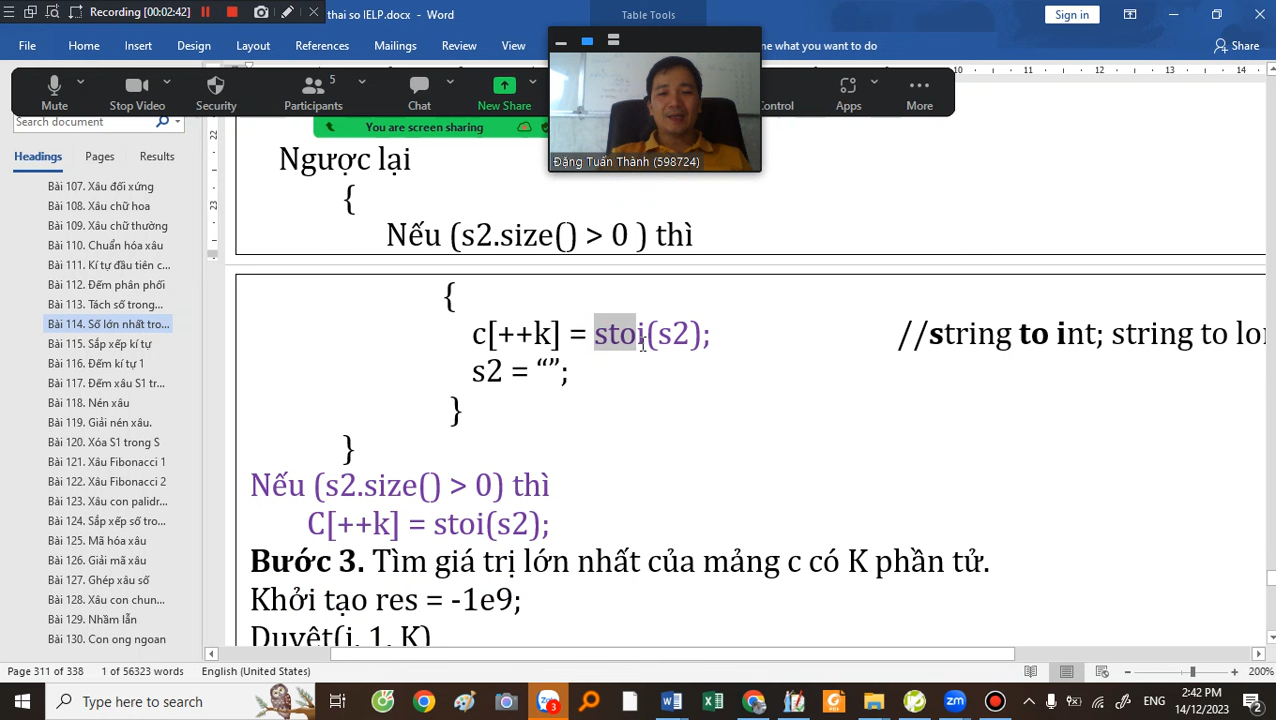 Recording 00:02:42
thai so IELP.docx - Word
Table Tools
Sign in
File
Home
Insert
Design
Layout
References
Mailings
Review
View
me what you want to do
Share
Mute
Stop Video
Security
Participants
5
Chat
New Share
Control
Apps
More
You are screen sharing
Đặng Tuấn Thành (598724)
Search document
Headings
Pages
Results
Bài 107. Xâu đối xứng
Bài 108. Xâu chữ hoa
Bài 109. Xâu chữ thường
Bài 110. Chuẩn hóa xâu
Bài 111. Kí tự đầu tiên c...
Bài 112. Đếm phân phối
Bài 113. Tách số trong...
Bài 114. Số lớn nhất tro...
Bài 115. Sắp xếp kí tự
Bài 116. Đếm kí tự 1
Bài 117. Đếm xâu S1 tr...
Bài 118. Nén xâu
Bài 119. Giải nén xâu.
Bài 120. Xóa S1 trong S
Bài 121. Xâu Fibonacci 1
Bài 122. Xâu Fibonacci 2
Bài 123. Xâu con palidr...
Bài 124. Sắp xếp số tro...
Bài 125. Mã hóa xâu
Bài 126. Giải mã xâu
Bài 127. Ghép xâu số
Bài 128. Xâu con chun...
Bài 129. Nhầm lẫn
Bài 130. Con ong ngoan
Ngược lại
{
Nếu (s2.size() > 0 ) thì
{
c[++k] = stoi(s2); //string to int; string to lon
s2 = “”;
}
}
Nếu (s2.size() > 0) thì
C[++k] = stoi(s2);
Bước 3. Tìm giá trị lớn nhất của mảng c có K phần tử.
Khởi tạo res = -1e9;
Duyệt(i, 1, K)
Page 311 of 338
1 of 56323 words
English (United States)
200%
Type here to search
ENG
2:42 PM
14/12/2023